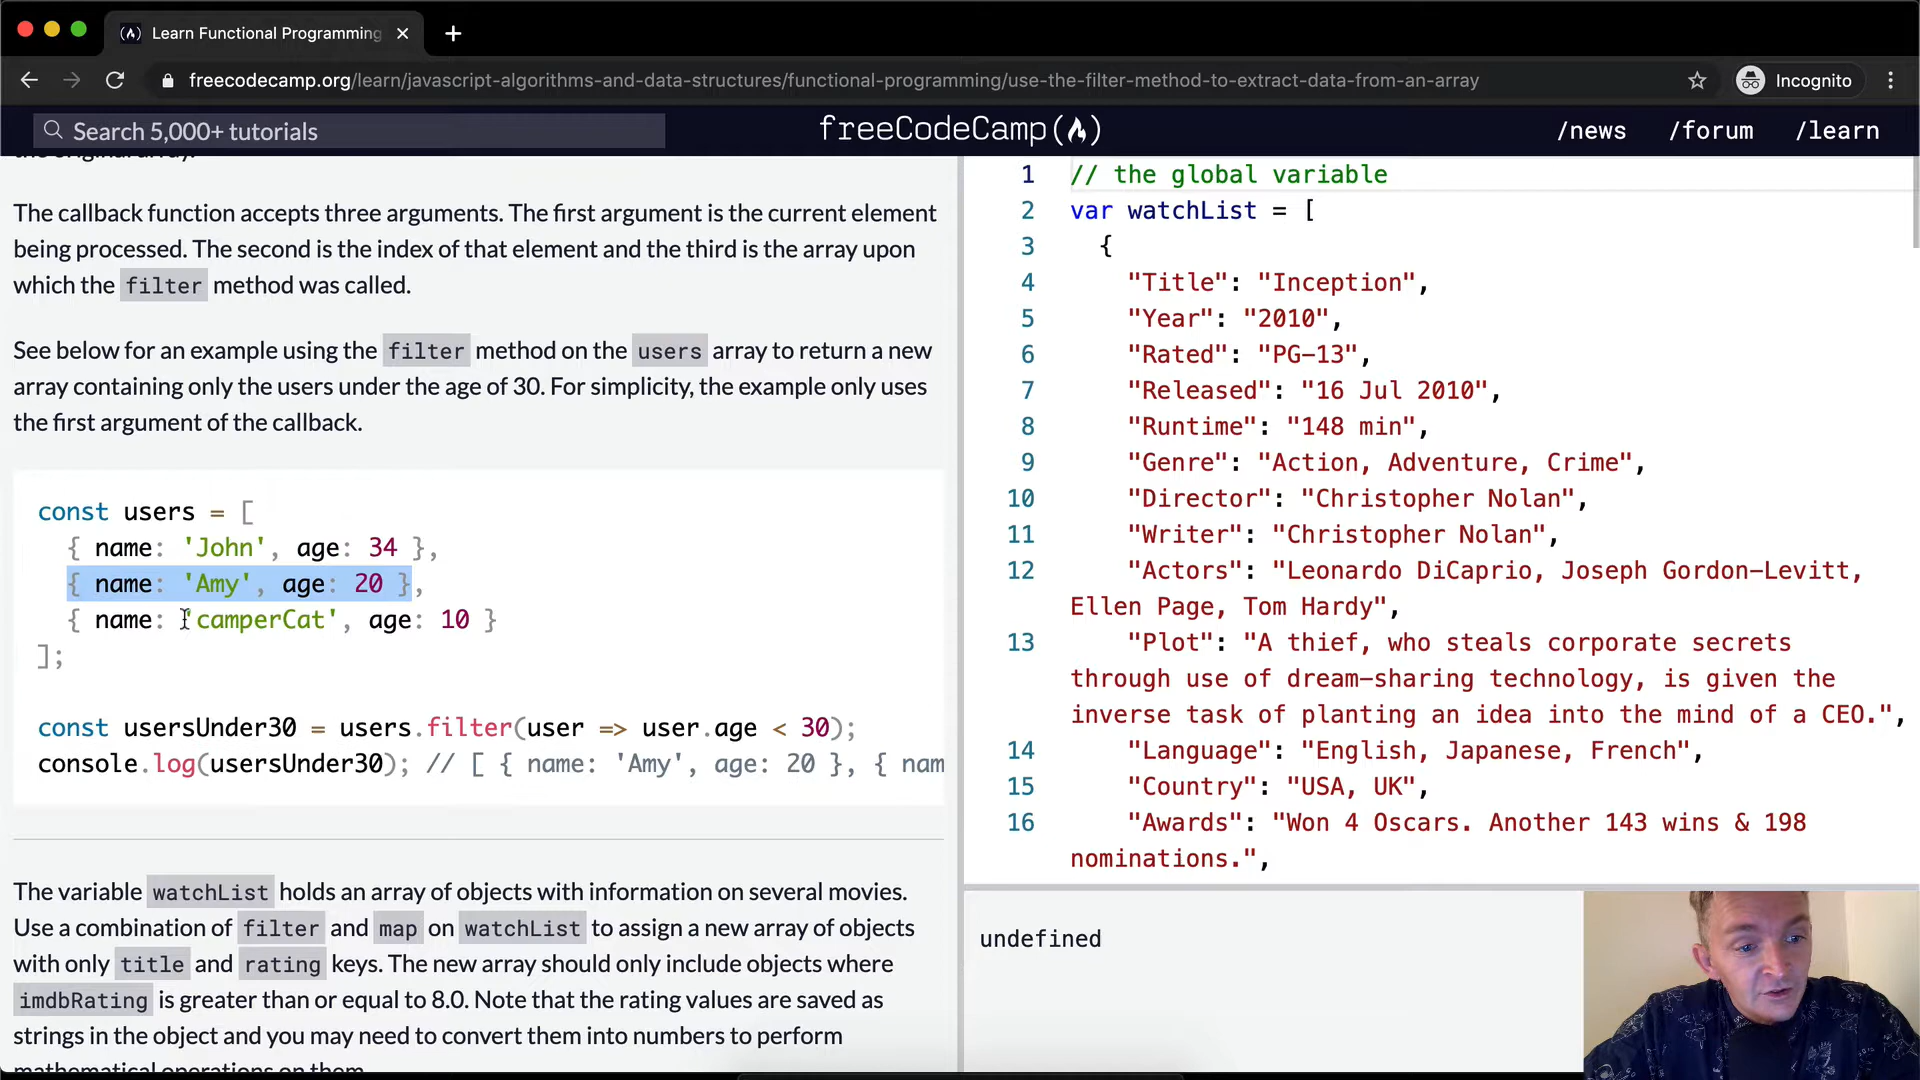 Learn Functional Programming
freecodecamp.org/learn/javascript-algorithms-and-data-structures/functional-programming/use-the-filter-method-to-extract-data-from-an-array
Incognito
Search 5,000+ tutorials
freeCodeCamp
/news /forum /learn
the original array.
The callback function accepts three arguments. The first argument is the current element
being processed. The second is the index of that element and the third is the array upon
which the filter method was called.
See below for an example using the filter method on the users array to return a new
array containing only the users under the age of 30. For simplicity, the example only uses
the first argument of the callback.
const users = [
{ name: 'John', age: 34 },
{ name: 'Amy', age: 20 },
{ name: 'camperCat', age: 10 }
];
const usersUnder30 = users.filter(user => user.age < 30);
console.log(usersUnder30); // [ { name: 'Amy', age: 20 }, { nam
The variable watchList holds an array of objects with information on several movies.
Use a combination of filter and map on watchList to assign a new array of objects
with only title and rating keys. The new array should only include objects where
imdbRating is greater than or equal to 8.0. Note that the rating values are saved as
strings in the object and you may need to convert them into numbers to perform
mathematical operations on them.
1 // the global variable
2 var watchList = [
3 {
4 "Title": "Inception",
5 "Year": "2010",
6 "Rated": "PG-13",
7 "Released": "16 Jul 2010",
8 "Runtime": "148 min",
9 "Genre": "Action, Adventure, Crime",
10 "Director": "Christopher Nolan",
11 "Writer": "Christopher Nolan",
12 "Actors": "Leonardo DiCaprio, Joseph Gordon-Levitt,
Ellen Page, Tom Hardy",
13 "Plot": "A thief, who steals corporate secrets
through use of dream-sharing technology, is given the
inverse task of planting an idea into the mind of a CEO.",
14 "Language": "English, Japanese, French",
15 "Country": "USA, UK",
16 "Awards": "Won 4 Oscars. Another 143 wins & 198
nominations.",
undefined